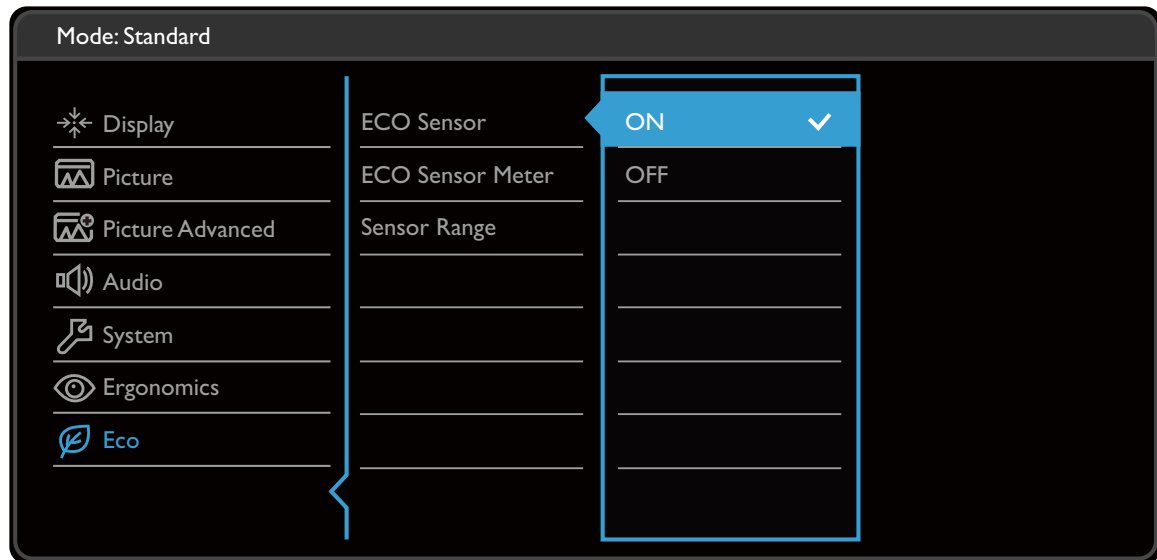 Mode: Standard
Display
Picture
Picture Advanced
Audio
System
Ergonomics
Eco
ECO Sensor
ECO Sensor Meter
Sensor Range
ON
OFF